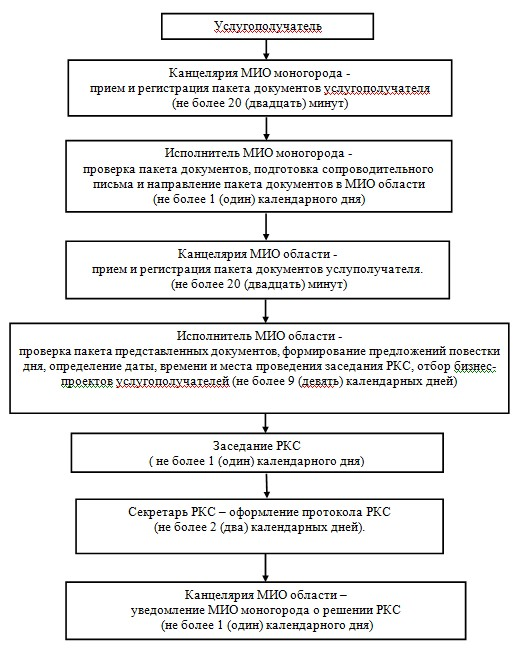 Услугополучатель
Канцелярия МИО моногорода -
прием и регистрация пакета документов услугополучателя
(не более 20 (двадцать) минут)
Исполнитель МИО моногорода -
проверка пакета документов, подготовка сопроводительного
письма и направление пакета документов в МИО области
(не более 1 (один) календарного дня)
Канцелярия МИО области -
прием и регистрация пакета документов услуполучателя.
(не более 20 (двадцать) минут)
Исполнитель МИО области -
проверка пакета представленных документов, формирование предложений повестки
дня, определение даты, времени и места проведения заседания РКС, отбор бизнес-
проектов услугополучателей (не более 9 (девять) календарных дней)
Заседание РКС
( не более 1 (один) календарного дня)
Секретарь РКС – оформление протокола РКС
(не более 2 (два) календарных дней).
Канцелярия МИО области –
уведомление МИО моногорода о решении РКС
(не более 1 (один) календарного дня)